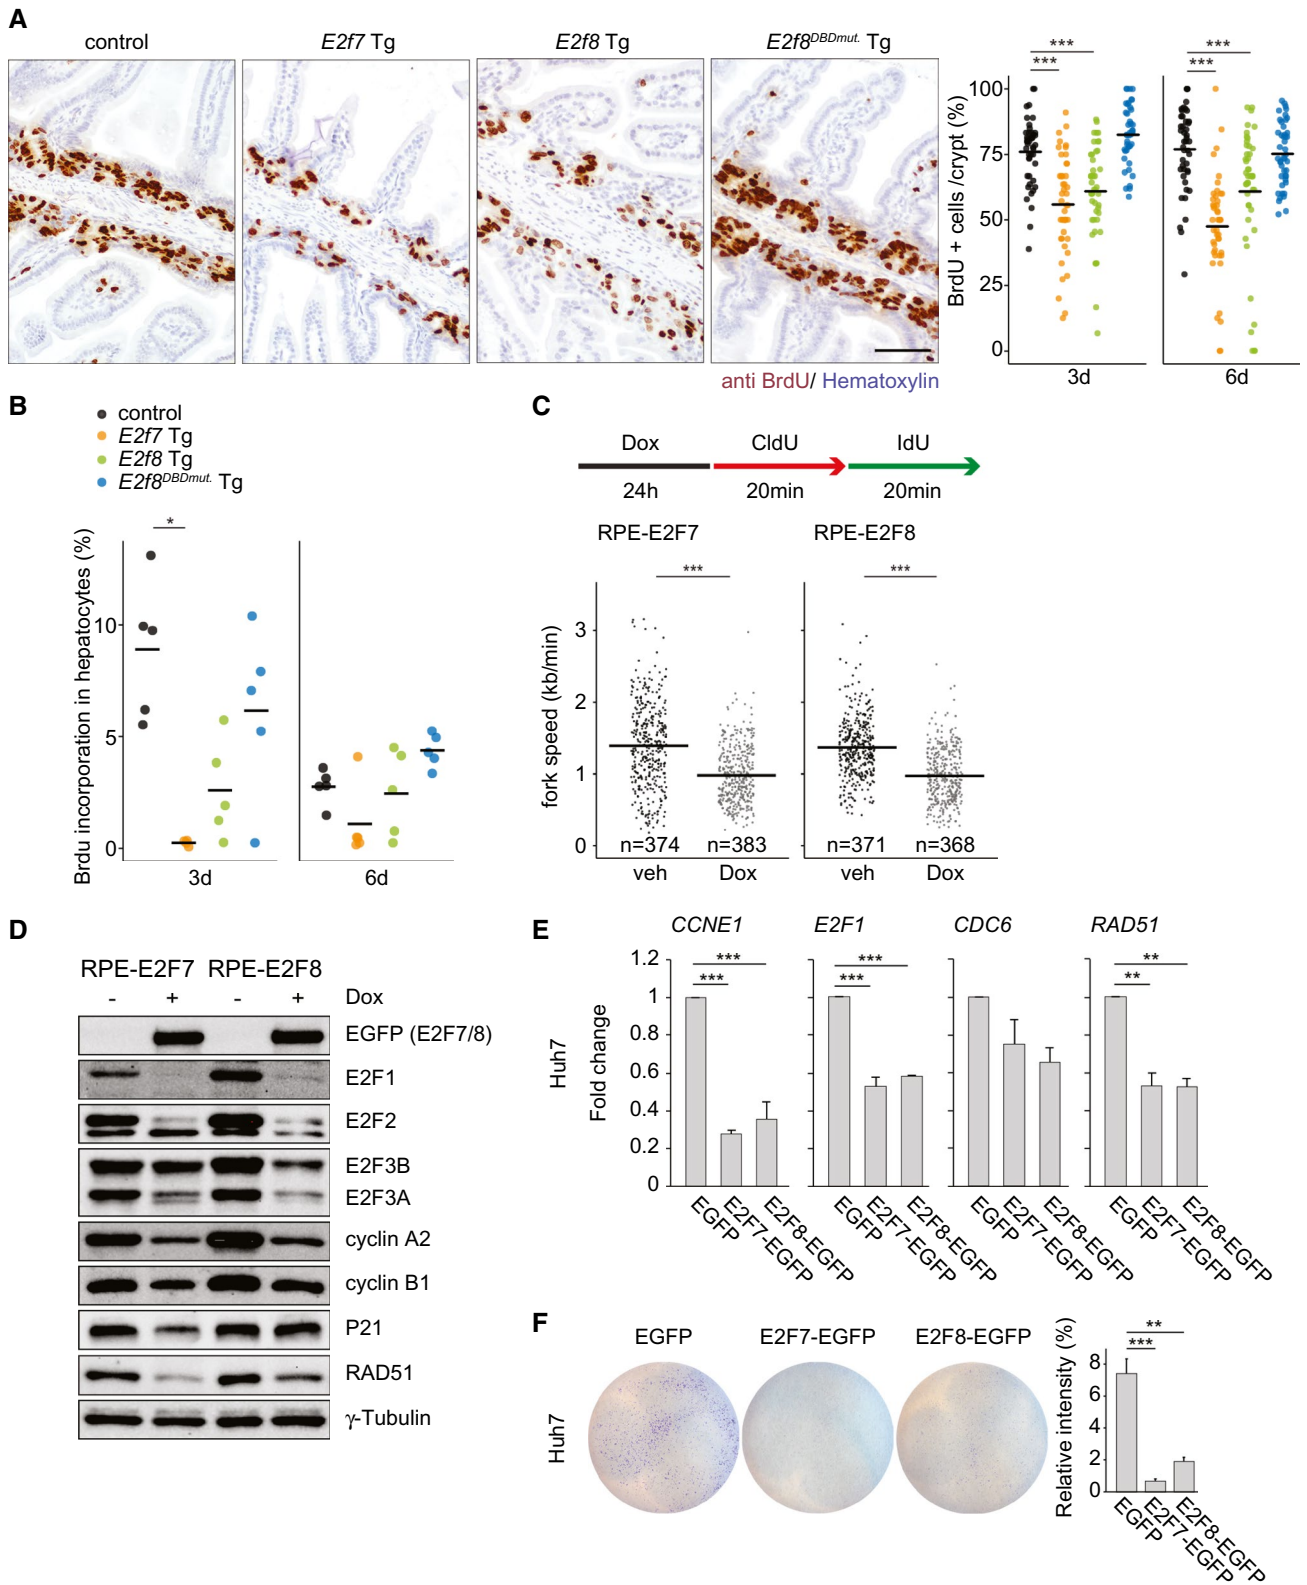 A
control
E2f7 Tg
E2f8 Tg
E2f8DBDmut. Tg
anti BrdU/ Hematoxylin
BrdU + cells /crypt (%)
100
75
50
25
0
***
***
***
***
3d
6d
B
control
E2f7 Tg
E2f8 Tg
E2f8DBDmut. Tg
Brdu incorporation in hepatocytes (%)
10
5
0
*
3d
6d
C
Dox
CldU
IdU
24h
20min
20min
RPE-E2F7
RPE-E2F8
***
***
fork speed (kb/min)
3
2
1
0
n=374
n=383
n=371
n=368
veh
Dox
veh
Dox
D
RPE-E2F7
RPE-E2F8
-
+
-
+
Dox
EGFP (E2F7/8)
E2F1
E2F2
E2F3B
E2F3A
cyclin A2
cyclin B1
P21
RAD51
γ-Tubulin
E
CCNE1
E2F1
CDC6
RAD51
Huh7
Fold change
1.2
1
0.8
0.6
0.4
0.2
0
***
***
***
***
**
**
EGFP
E2F7-EGFP
E2F8-EGFP
EGFP
E2F7-EGFP
E2F8-EGFP
EGFP
E2F7-EGFP
E2F8-EGFP
EGFP
E2F7-EGFP
E2F8-EGFP
F
EGFP
E2F7-EGFP
E2F8-EGFP
Huh7
Relative intensity (%)
8
6
4
2
0
**
***
EGFP
E2F7-EGFP
E2F8-EGFP